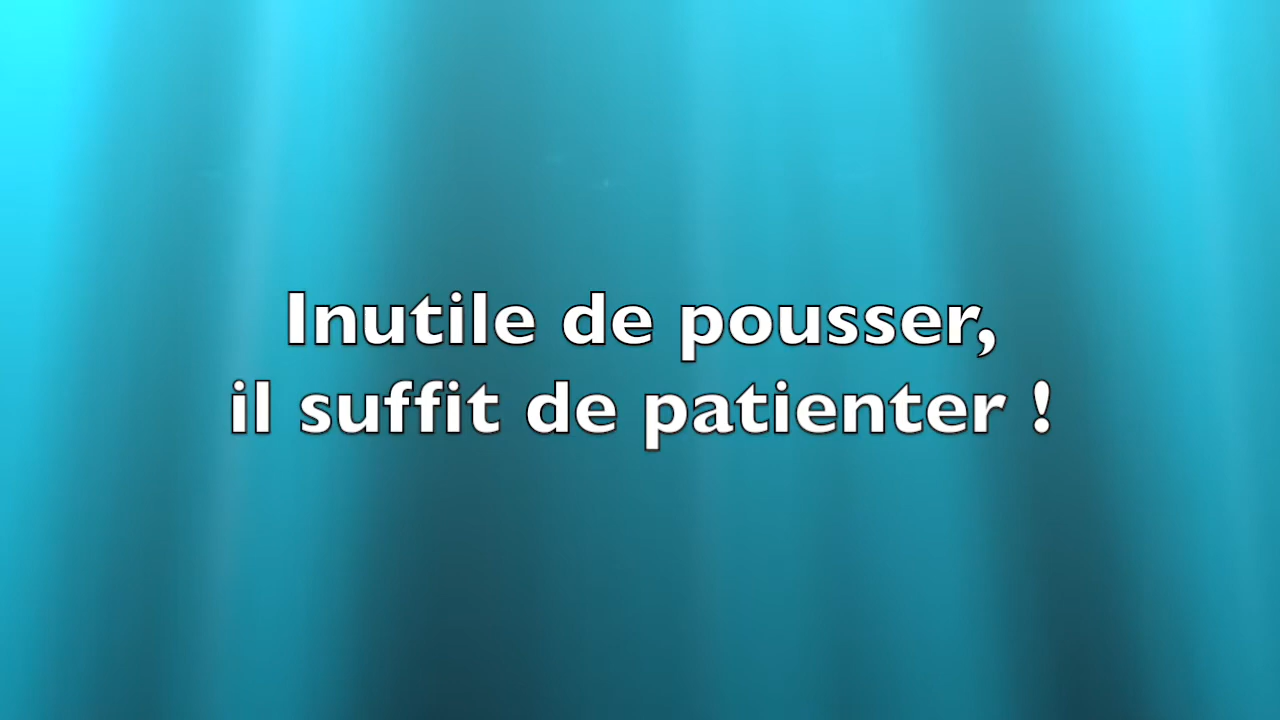 Inutile de pousser,
il suffit de patienter !